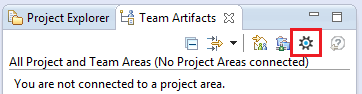 Project Explorer Team Artifacts
All Project and Team Areas (No Project Areas connected)
You are not connected to a project area.